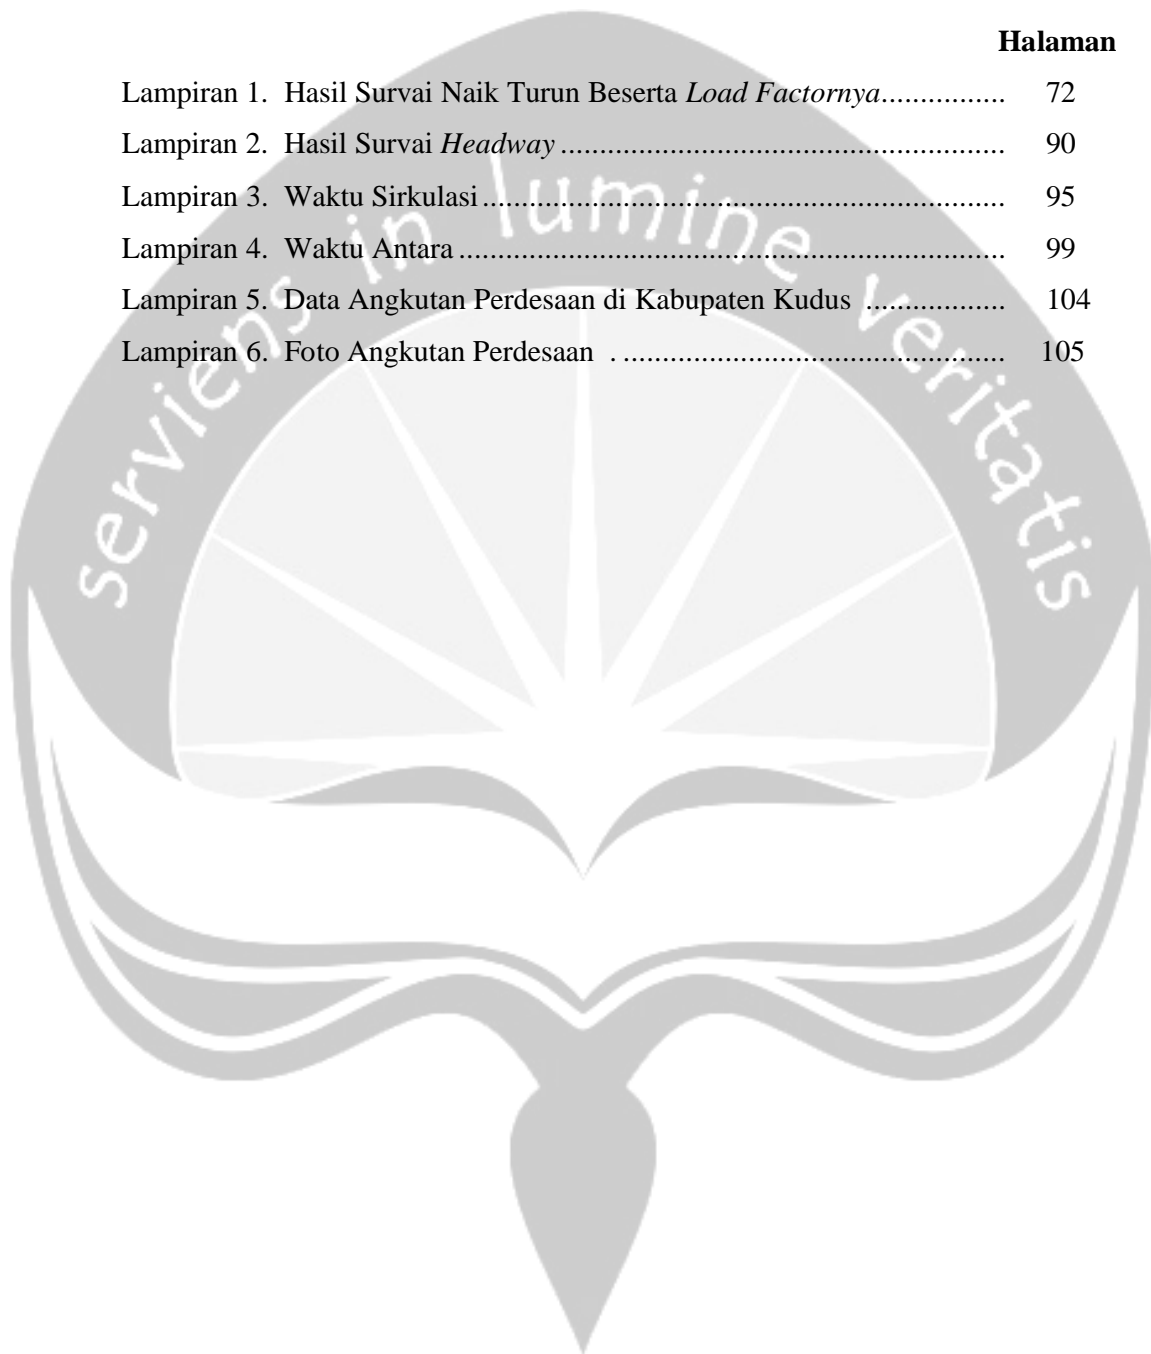 Halaman
Lampiran 1. Hasil Survai Naik Turun Beserta Load Factornya................ 72
Lampiran 2. Hasil Survai Headway ......................................................... 90
Lampiran 3. Waktu Sirkulasi ................................................................... 95
Lampiran 4. Waktu Antara ...................................................................... 99
Lampiran 5. Data Angkutan Perdesaan di Kabupaten Kudus .................. 104
Lampiran 6. Foto Angkutan Perdesaan . ................................................. 105
serviens in lumine veritatis